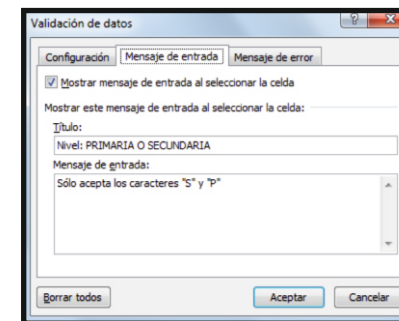 Validación de datos
?
Configuración Mensaje de entrada Mensaje de error
Mostrar mensaje de entrada al seleccionar la celda
Mostrar este mensaje de entrada al seleccionar la celda:
Título:
Nivel: PRIMARIA O SECUNDARIA
Mensaje de entrada:
Sólo acepta los caracteres "S" y "P"
Borrar todos Aceptar Cancelar